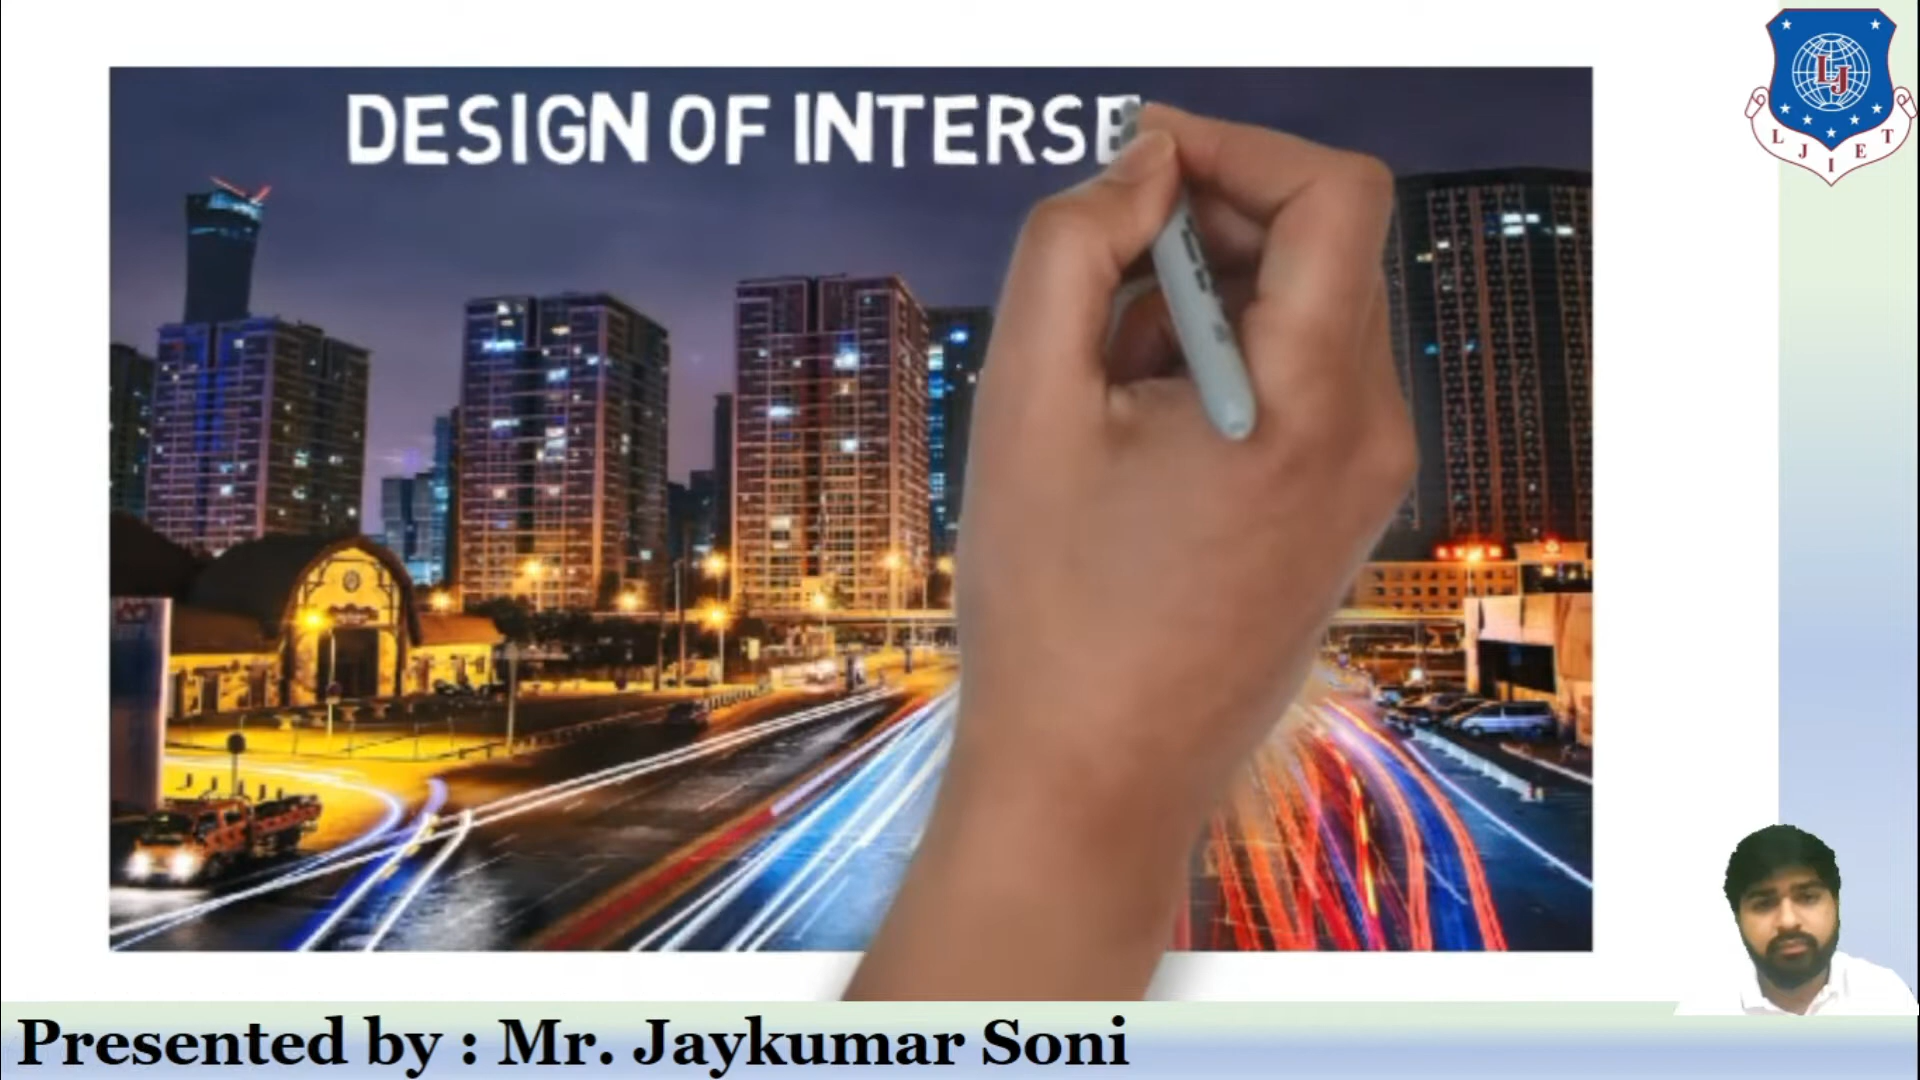 DESIGN OF INTERSE
LJ
L J I E T
Presented by : Mr. Jaykumar Soni